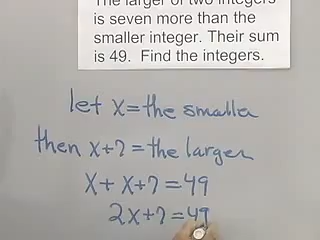 The larger of two integers
is seven more than the
smaller integer. Their sum
is 49. Find the integers.
let x=the smaller
then x+7=the larger
x+x+7=49
2x+7=49